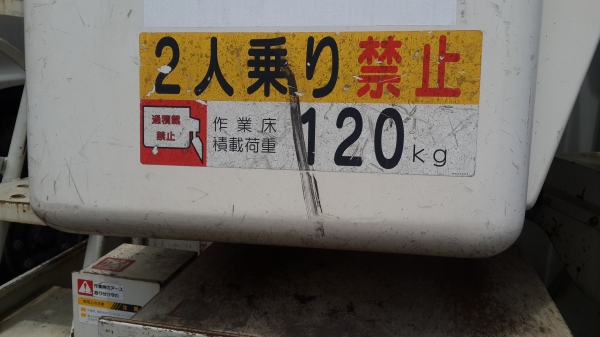 2人乗り禁止
過積載
禁止
作業床
積載荷重
120kg